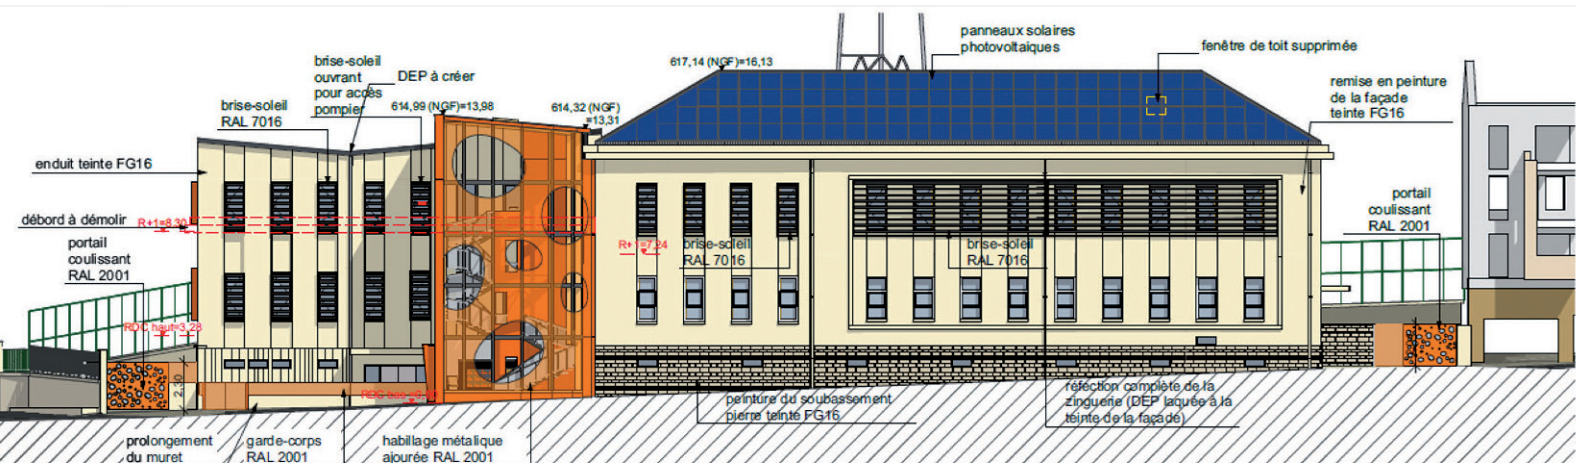 panneaux solaires
photovoltaiques
fenêtre de toit supprimée
brise-soleil
ouvrant
pour accès
pompier
DEP à créer
617,14 (NGF)=16,13
remise en peinture
de la façade
teinte FG16
brise-soleil
RAL 7016
614,99 (NGF)=13,98
614,32 (NGF)
=13,31
enduit teinte FG16
débord à démolir
R+1=8,30
portail
coulissant
RAL 2001
portail
coulissant
RAL 2001
R+1=7,24
brise-soleil
RAL 7016
brise-soleil
RAL 7016
RDC haut=3,28
2,30
RDC bas
peinture du soubassement
pierre teinte FG16
réfection complète de la
zinguerie (DEP laquée à la
teinte de la façade)
prolongement
du muret
garde-corps
RAL 2001
habillage métalique
ajourée RAL 2001